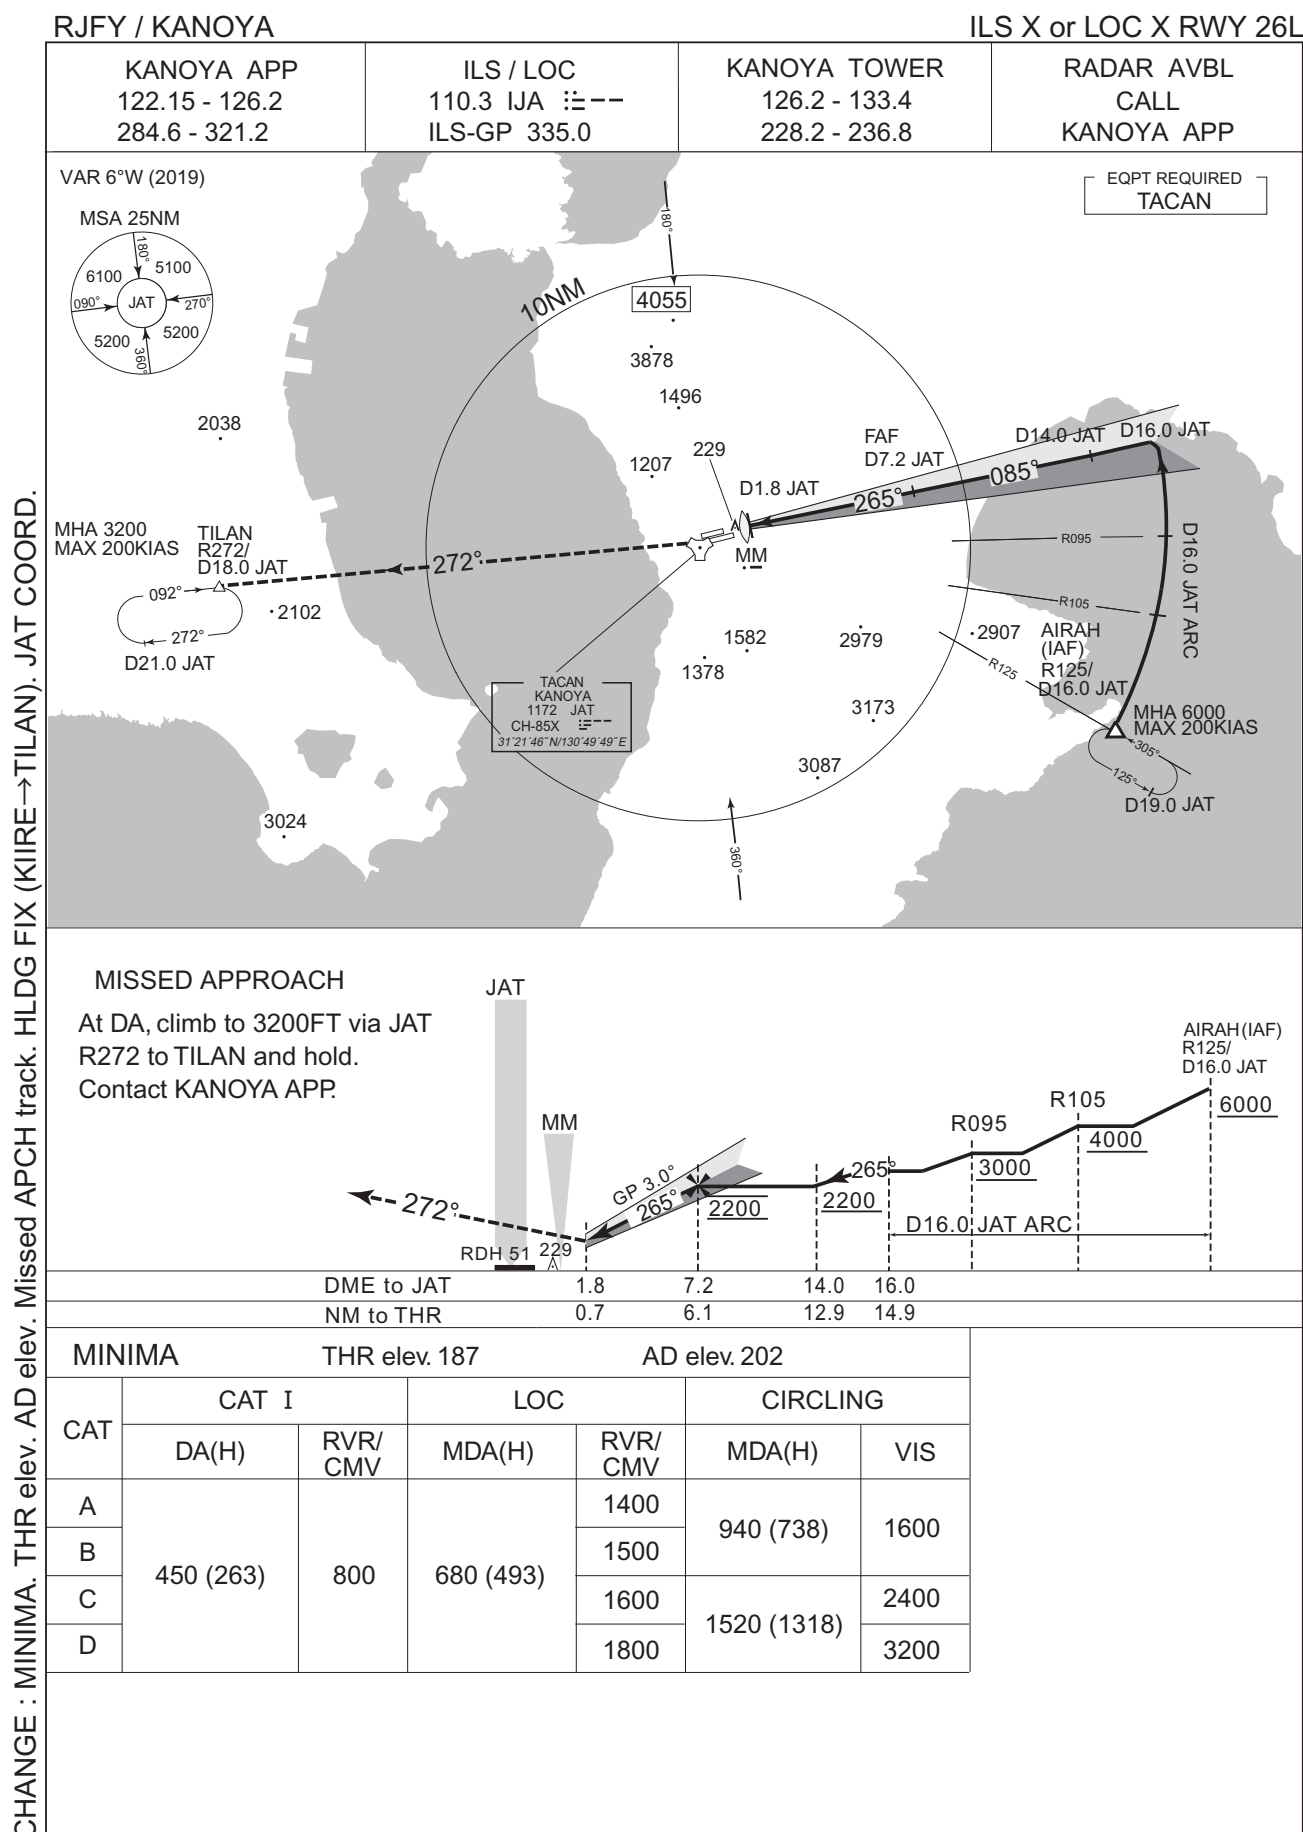 RJFY / KANOYA
ILS X or LOC X RWY 26L
KANOYA APP
122.15 - 126.2
284.6 - 321.2
ILS / LOC
110.3 IJA
ILS-GP 335.0
KANOYA TOWER
126.2 - 133.4
228.2 - 236.8
RADAR AVBL
CALL
KANOYA APP
VAR 6°W (2019)
EQPT REQUIRED
TACAN
MSA 25NM
180°
6100
5100
090°
JAT
270°
5200
5200
360°
180°
10NM
4055
3878
1496
2038
229
1207
FAF
D7.2 JAT
D14.0 JAT
D16.0 JAT
D1.8 JAT
265°
085°
MHA 3200
MAX 200KIAS
TILAN
R272/
D18.0 JAT
092°
272°
D21.0 JAT
272°
2102
MM
R095
R105
R125
D16.0 JAT ARC
1582
1378
2979
2907
AIRAH
(IAF)
R125/
D16.0 JAT
MHA 6000
MAX 200KIAS
305°
125°
D19.0 JAT
TACAN
KANOYA
1172 JAT
CH-85X
31°21´46˝N/130°49´49˝E
3173
3087
3024
360°
MISSED APPROACH
At DA, climb to 3200FT via JAT
R272 to TILAN and hold.
Contact KANOYA APP.
JAT
MM
272°
RDH 51
229
GP 3.0°
265°
2200
2200
265°
R095
3000
R105
4000
AIRAH (IAF)
R125/
D16.0 JAT
6000
D16.0 JAT ARC
DME to JAT 1.8 7.2 14.0 16.0
NM to THR 0.7 6.1 12.9 14.9
MINIMA THR elev. 187 AD elev. 202
CAT CAT I LOC CIRCLING
DA(H) RVR/ CMV MDA(H) RVR/ CMV MDA(H) VIS
A 450 (263) 800 680 (493) 1400 940 (738) 1600
B 1500
C 1600 1520 (1318) 2400
D 1800 3200
CHANGE : MINIMA. THR elev. AD elev. Missed APCH track. HLDG FIX (KIIRE→TILAN). JAT COORD.